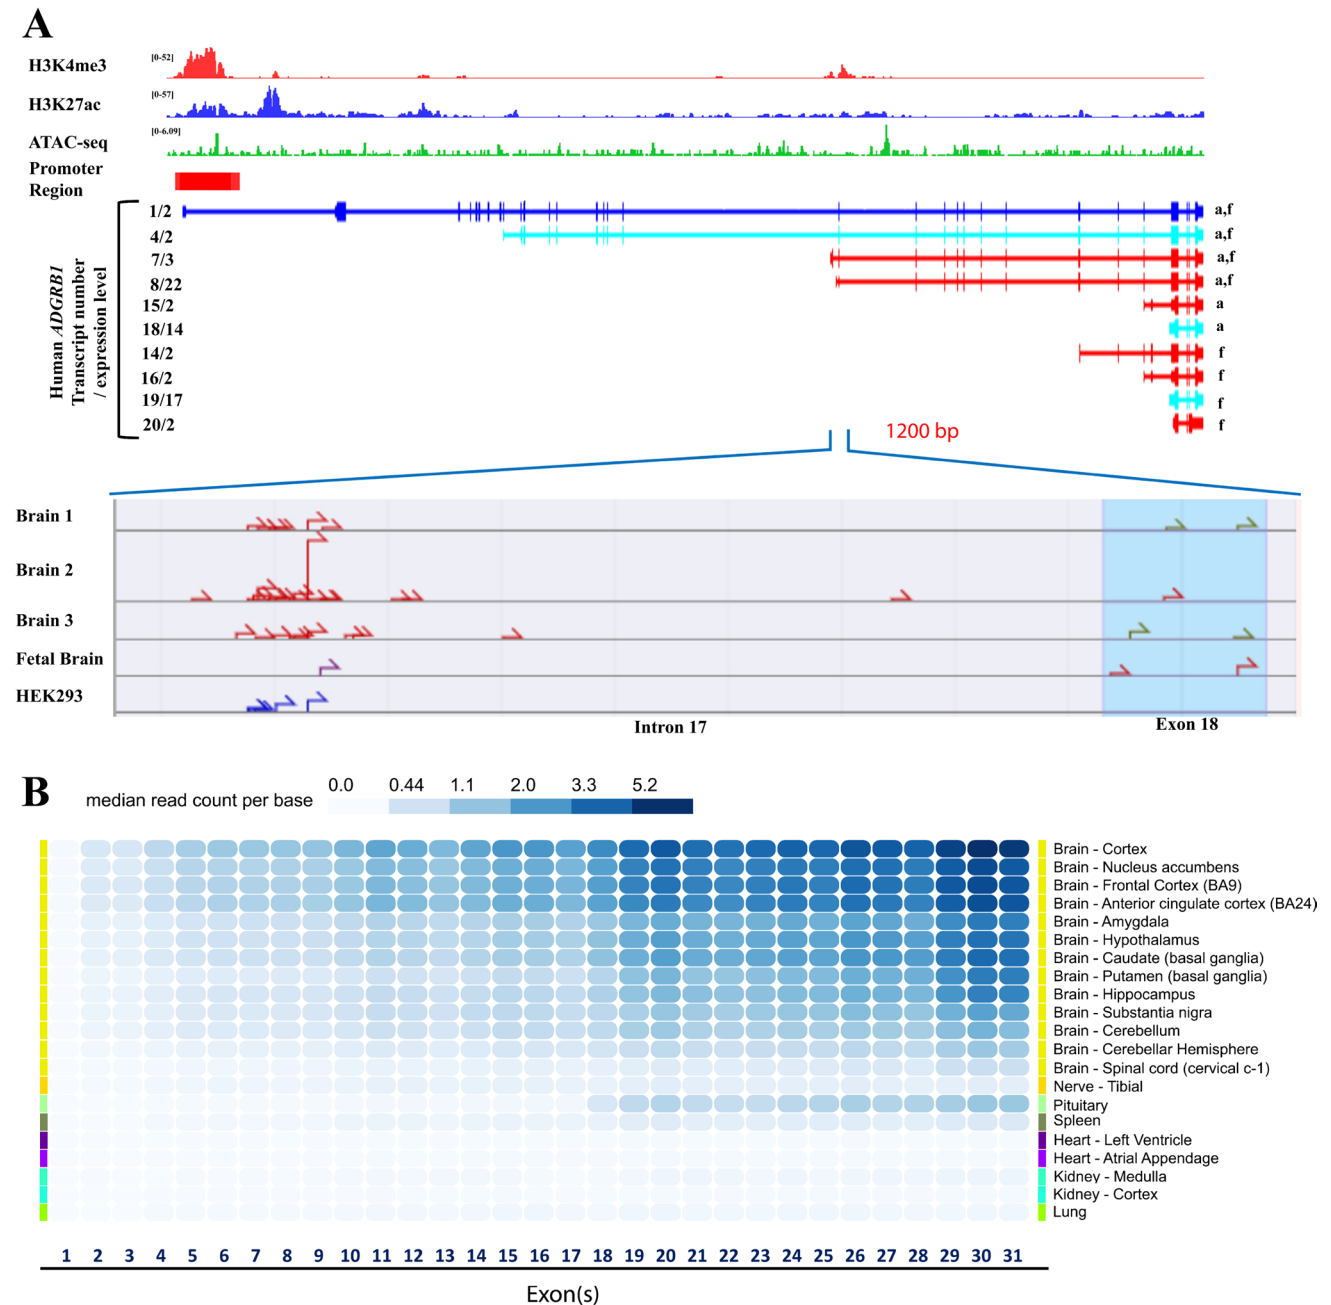 A
H3K4me3
[0-52]
H3K27ac
[0-57]
ATAC-seq
[0-6.09]
Promoter
Region
Human ADGRB1
Transcript number
/ expression level
1/2
a,f
4/2
a,f
7/3
a,f
8/22
a,f
15/2
a
18/14
a
14/2
f
16/2
f
19/17
f
20/2
f
1200 bp
Brain 1
Brain 2
Brain 3
Fetal Brain
HEK293
Intron 17
Exon 18
B
median read count per base
0.0 0.44 1.1 2.0 3.3 5.2
Brain - Cortex
Brain - Nucleus accumbens
Brain - Frontal Cortex (BA9)
Brain - Anterior cingulate cortex (BA24)
Brain - Amygdala
Brain - Hypothalamus
Brain - Caudate (basal ganglia)
Brain - Putamen (basal ganglia)
Brain - Hippocampus
Brain - Substantia nigra
Brain - Cerebellum
Brain - Cerebellar Hemisphere
Brain - Spinal cord (cervical c-1)
Nerve - Tibial
Pituitary
Spleen
Heart - Left Ventricle
Heart - Atrial Appendage
Kidney - Medulla
Kidney - Cortex
Lung
1 2 3 4 5 6 7 8 9 10 11 12 13 14 15 16 17 18 19 20 21 22 23 24 25 26 27 28 29 30 31
Exon(s)